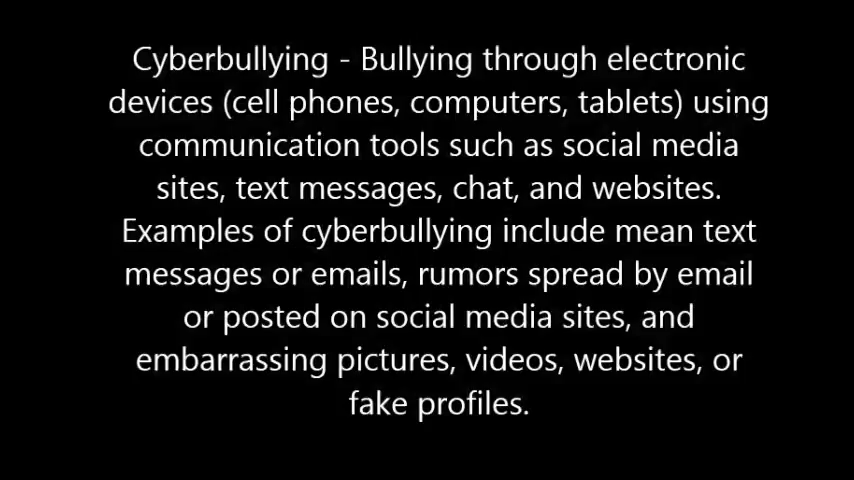 Cyberbullying - Bullying through electronic
devices (cell phones, computers, tablets) using
communication tools such as social media
sites, text messages, chat, and websites.
Examples of cyberbullying include mean text
messages or emails, rumors spread by email
or posted on social media sites, and
embarrassing pictures, videos, websites, or
fake profiles.